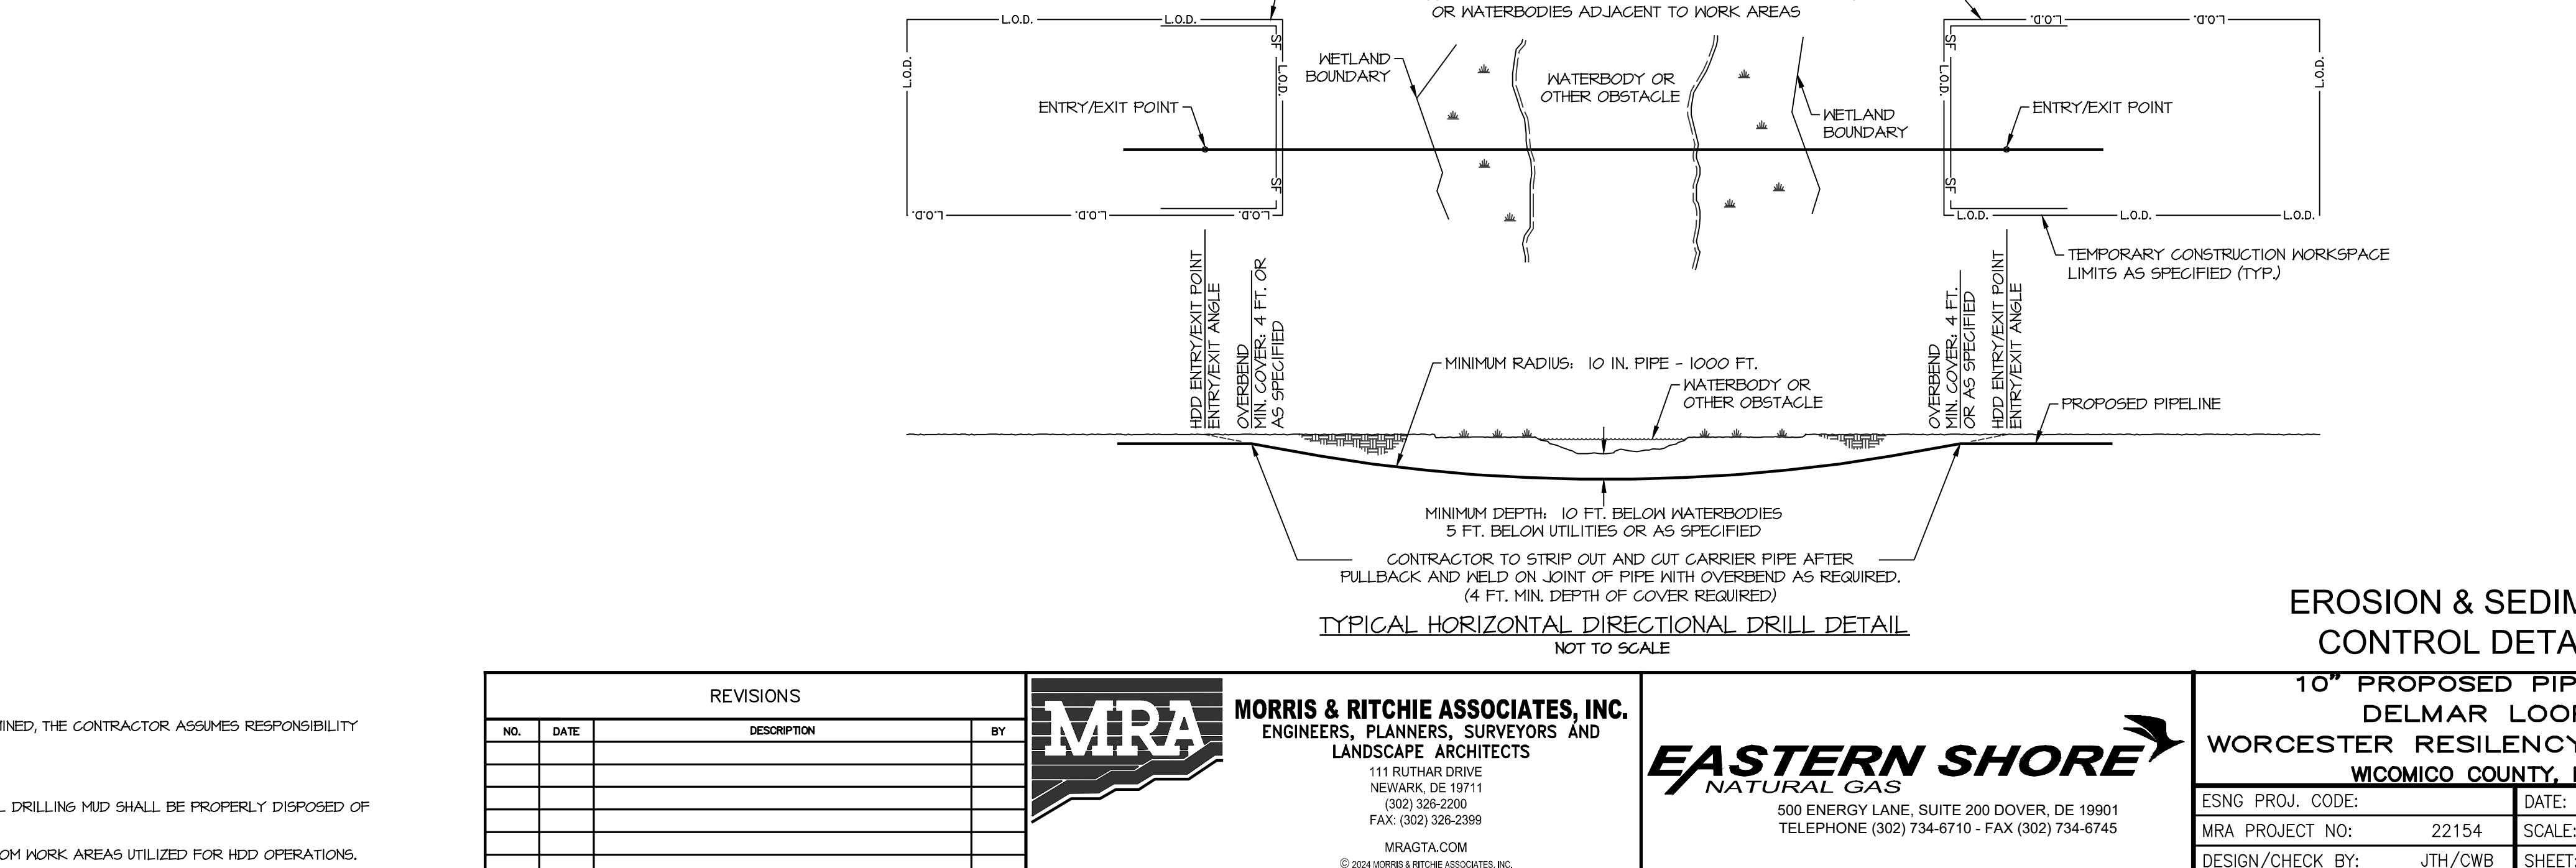 OR WATERBODIES ADJACENT TO WORK AREAS
L.O.D. L.O.D. L.O.D. L.O.D.
L.O.D. SF L.O.D. SF L.O.D. L.O.D.
WETLAND
BOUNDARY
WATERBODY OR
OTHER OBSTACLE
ENTRY/EXIT POINT
WETLAND
BOUNDARY
ENTRY/EXIT POINT
SF SF
L.O.D. L.O.D. L.O.D. L.O.D. L.O.D. L.O.D.
TEMPORARY CONSTRUCTION WORKSPACE
LIMITS AS SPECIFIED (TYP.)
HDD ENTRY/EXIT POINT
ENTRY/EXIT ANGLE
OVERBEND
MIN. COVER: 4 FT. OR
AS SPECIFIED
OVERBEND
MIN. COVER: 4 FT.
OR AS SPECIFIED
HDD ENTRY/EXIT POINT
ENTRY/EXIT ANGLE
MINIMUM RADIUS: 10 IN. PIPE - 1000 FT.
WATERBODY OR
OTHER OBSTACLE
PROPOSED PIPELINE
MINIMUM DEPTH: 10 FT. BELOW WATERBODIES
5 FT. BELOW UTILITIES OR AS SPECIFIED
CONTRACTOR TO STRIP OUT AND CUT CARRIER PIPE AFTER
PULLBACK AND WELD ON JOINT OF PIPE WITH OVERBEND AS REQUIRED.
(4 FT. MIN. DEPTH OF COVER REQUIRED)
TYPICAL HORIZONTAL DIRECTIONAL DRILL DETAIL
NOT TO SCALE
THE CONTRACTOR ASSUMES RESPONSIBILITY
DRILLING MUD SHALL BE PROPERLY DISPOSED OF
WORK AREAS UTILIZED FOR HDD OPERATIONS.
REVISIONS
NO. DATE DESCRIPTION BY
MRA
MORRIS & RITCHIE ASSOCIATES, INC.
ENGINEERS, PLANNERS, SURVEYORS AND
LANDSCAPE ARCHITECTS
111 RUTHAR DRIVE
NEWARK, DE 19711
(302) 326-2200
FAX: (302) 326-2399
MRAGTA.COM
© 2024 MORRIS & RITCHIE ASSOCIATES, INC.
EASTERN SHORE
NATURAL GAS
500 ENERGY LANE, SUITE 200 DOVER, DE 19901
TELEPHONE (302) 734-6710 - FAX (302) 734-6745
EROSION &
CONTROL
10" PROPOSED
DELMAR
WORCESTER RESILENCY
WICOMICO COUNTY,
ESNG PROJ. CODE: DATE:
MRA PROJECT NO: 22154 SCALE:
DESIGN/CHECK BY: JTH/CWB